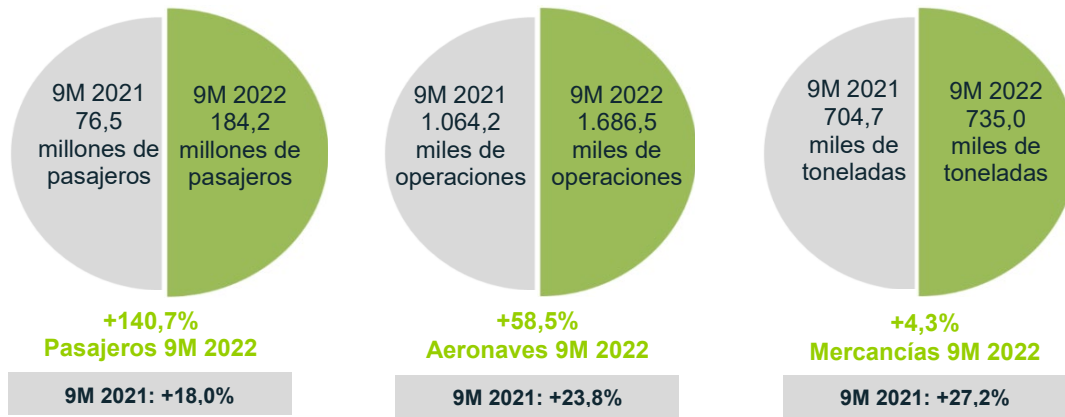 9M 2021
76,5
millones de
pasajeros
9M 2022
184,2
millones de
pasajeros
+140,7%
Pasajeros 9M 2022
9M 2021: +18,0%
9M 2021
1.064,2
miles de
operaciones
9M 2022
1.686,5
miles de
operaciones
+58,5%
Aeronaves 9M 2022
9M 2021: +23,8%
9M 2021
704,7
miles de
toneladas
9M 2022
735,0
miles de
toneladas
+4,3%
Mercancías 9M 2022
9M 2021: +27,2%